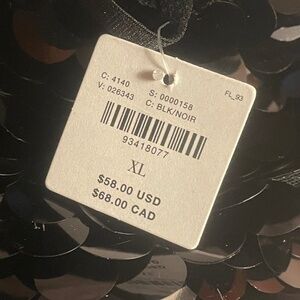 C: 4140 S: 0000158 FL_93
V: 026343 C: BLK/NOIR
93418077
XL
$58.00 USD
$68.00 CAD